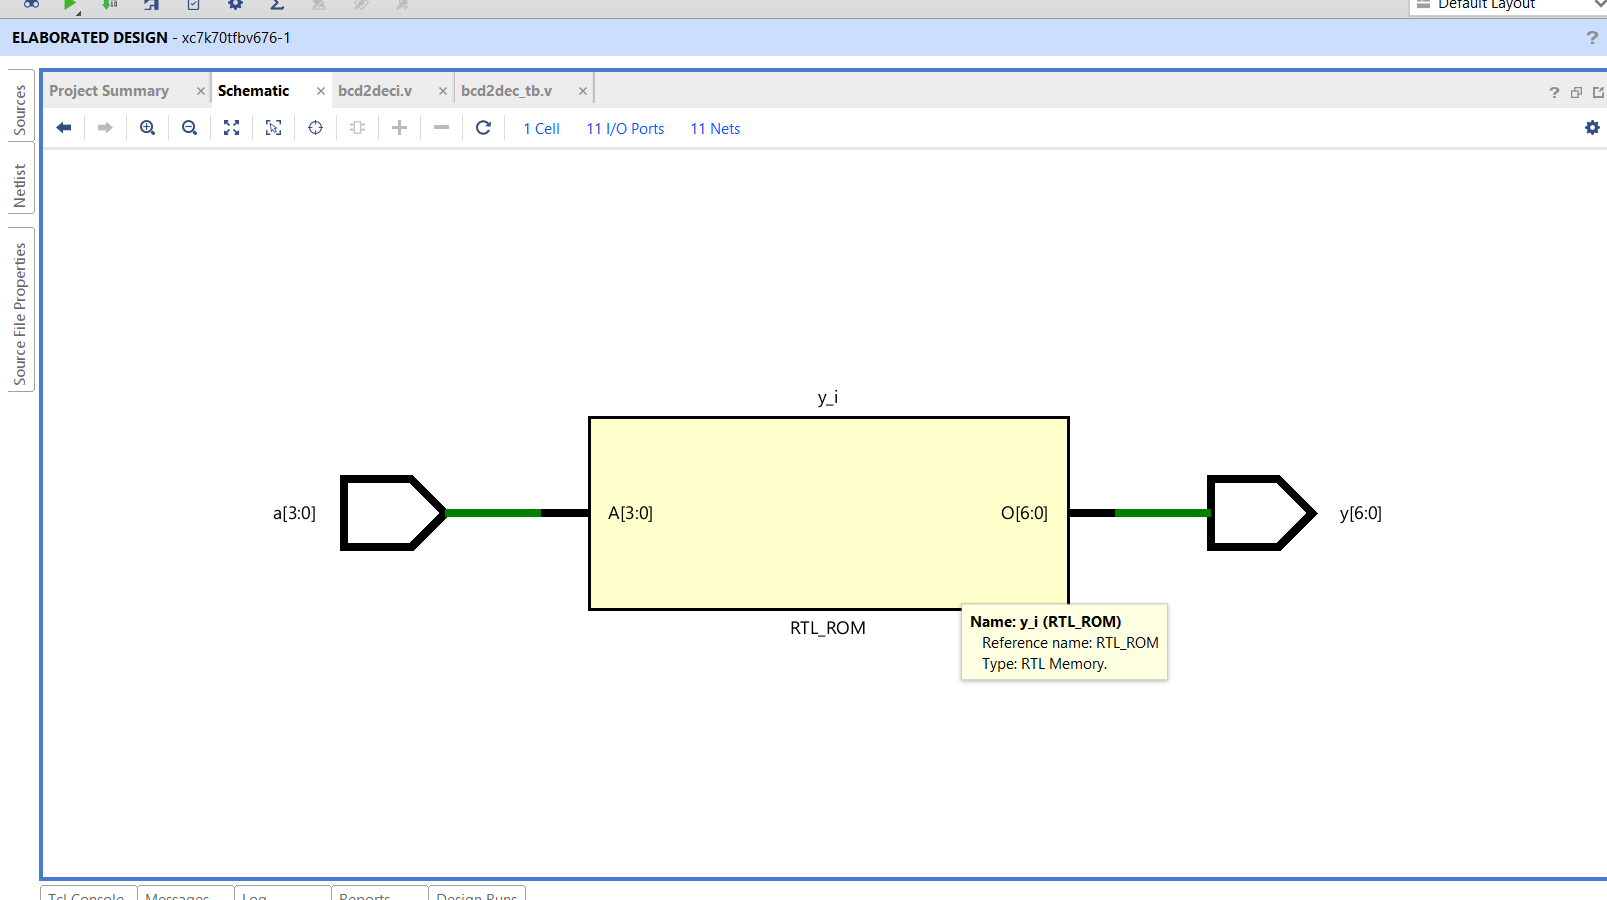 Default Layout
ELABORATED DESIGN - xc7k70tfbv676-1
?
Sources
Netlist
Source File Properties
Project Summary × Schematic × bcd2deci.v × bcd2dec_tb.v × ?
1 Cell 11 I/O Ports 11 Nets
y_i
a[3:0] A[3:0] O[6:0] y[6:0]
RTL_ROM
Name: y_i (RTL_ROM)
Reference name: RTL_ROM
Type: RTL Memory.
Tcl Console Messages Log Reports Design Runs